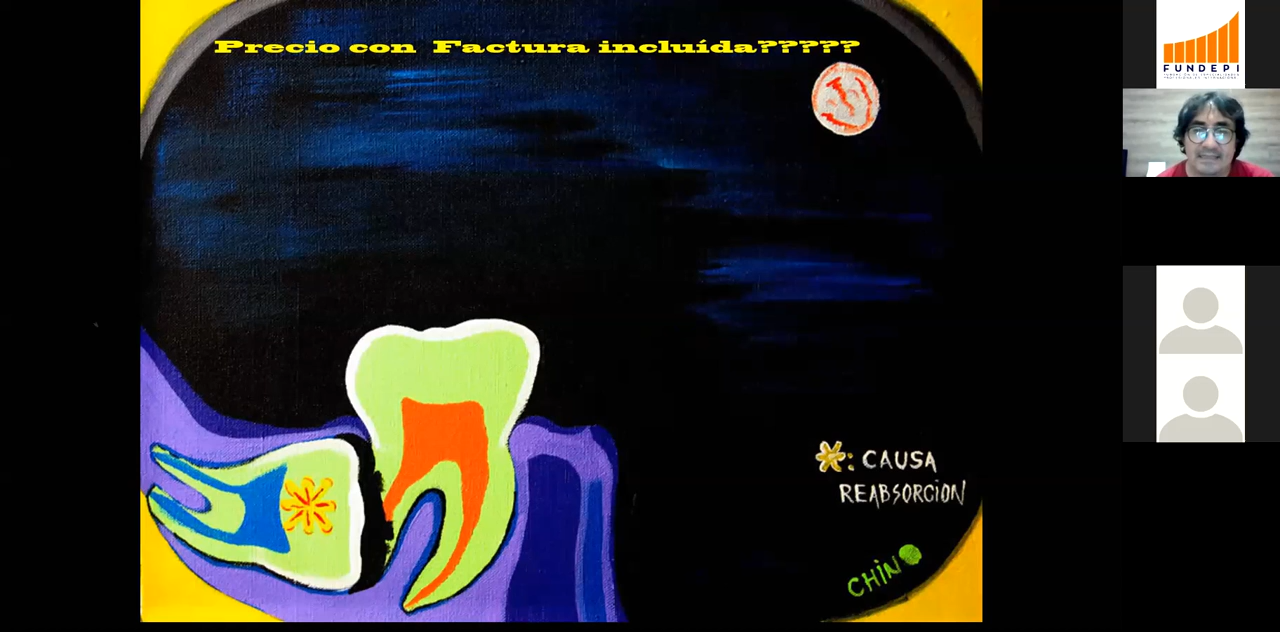 Precio con Factura incluída?????
FUNDEPI
*: CAUSA
REABSORCION
CHINO